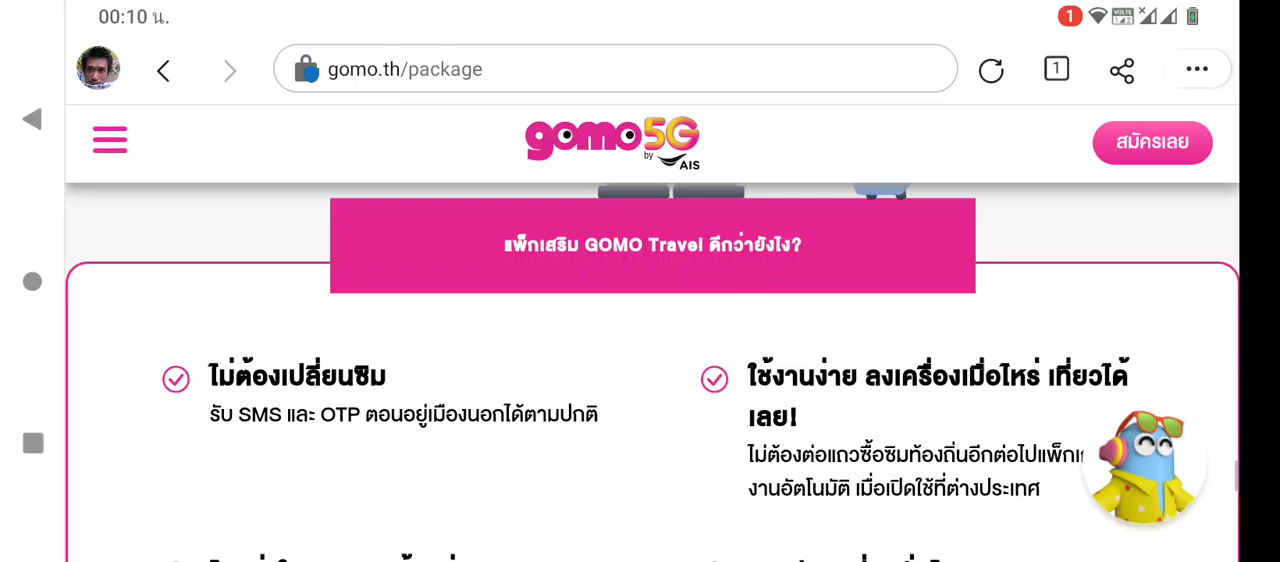 00:10 น.
1
VOLTE
1 2
gomo.th/package
1
gomo 5G
by AIS
สมัครเลย
แพ็กเสริม GOMO Travel ดีกว่ายังไง?
ไม่ต้องเปลี่ยนซิม
รับ SMS และ OTP ตอนอยู่เมืองนอกได้ตามปกติ
ใช้งานง่าย ลงเครื่องเมื่อไหร่ เที่ยวได้
เลย!
ไม่ต้องต่อแถวซื้อซิมท้องถิ่นอีกต่อไปแพ็ก
งานอัตโนมัติ เมื่อเปิดใช้ที่ต่างประเทศ